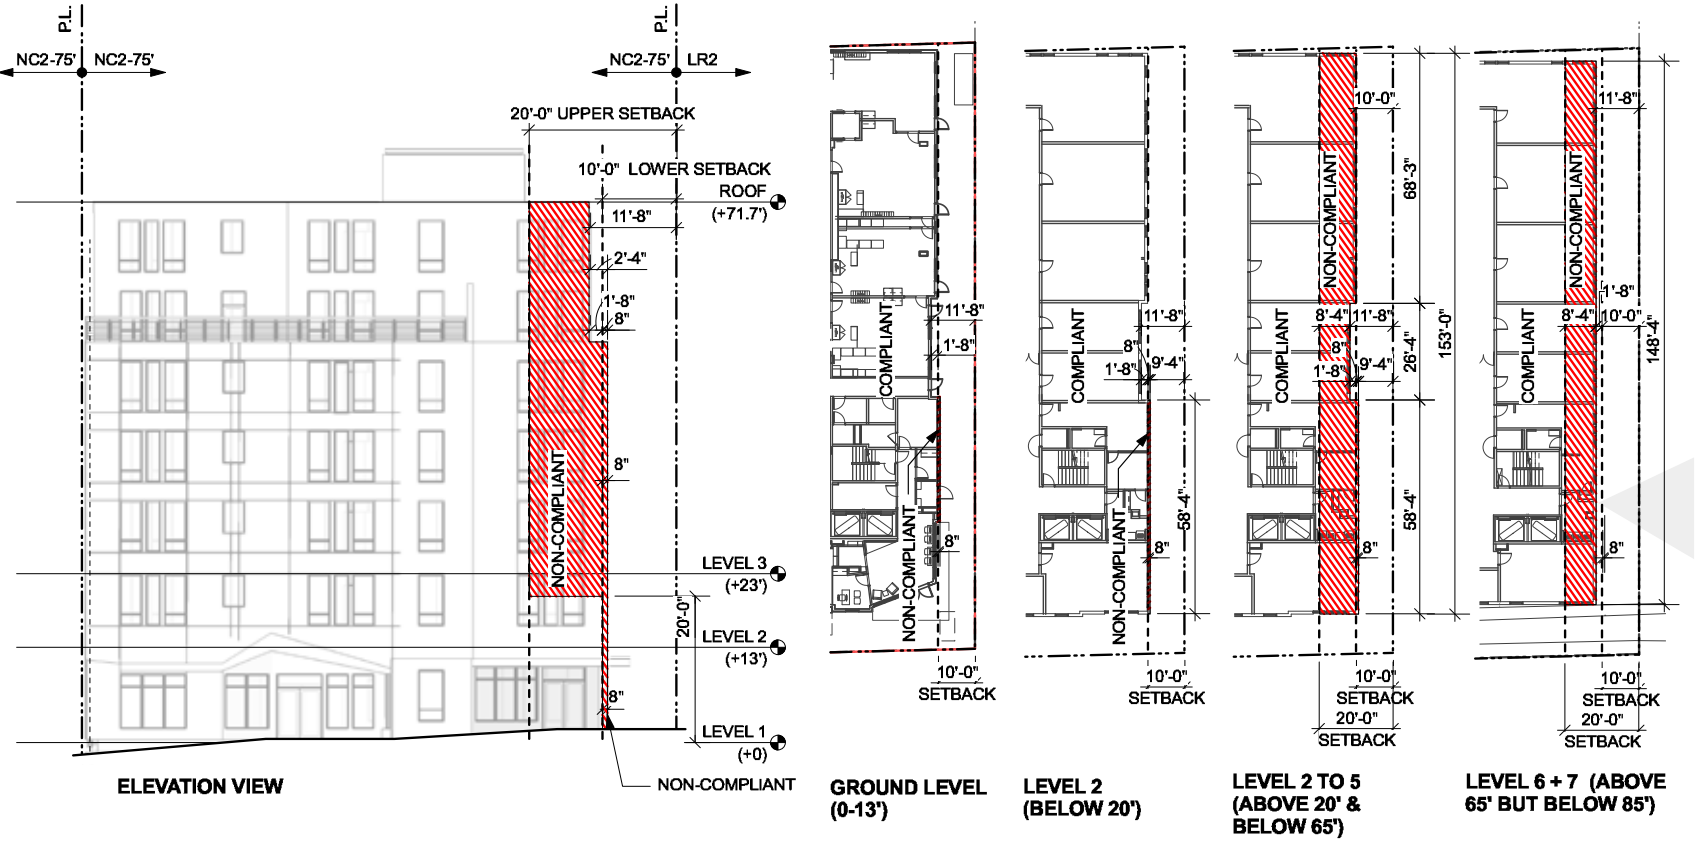 P.L.
NC2-75'
NC2-75'
P.L.
NC2-75'
LR2
20'-0" UPPER SETBACK
10'-0" LOWER SETBACK
ROOF
(+71.7')
11'-8"
2'-4"
1'-8"
8"
8"
NON-COMPLIANT
LEVEL 3
(+23')
20'-0"
LEVEL 2
(+13')
8"
LEVEL 1
(+0)
NON-COMPLIANT
ELEVATION VIEW
11'-8"
1'-8"
COMPLIANT
NON-COMPLIANT
8"
10'-0"
SETBACK
GROUND LEVEL
(0-13')
COMPLIANT
11'-8"
8"
1'-8"
9'-4"
58'-4"
NON-COMPLIANT
8"
10'-0"
SETBACK
LEVEL 2
(BELOW 20')
10'-0"
NON-COMPLIANT
68'-3"
COMPLIANT
8'-4"
11'-8"
8"
1'-8"
9'-4"
26'-4"
153'-0"
58'-4"
8"
10'-0"
SETBACK
20'-0"
SETBACK
LEVEL 2 TO 5
(ABOVE 20' &
BELOW 65')
11'-8"
NON-COMPLIANT
1'-8"
COMPLIANT
8'-4"
10'-0"
148'-4"
8"
10'-0"
SETBACK
20'-0"
SETBACK
LEVEL 6 + 7 (ABOVE
65' BUT BELOW 85')